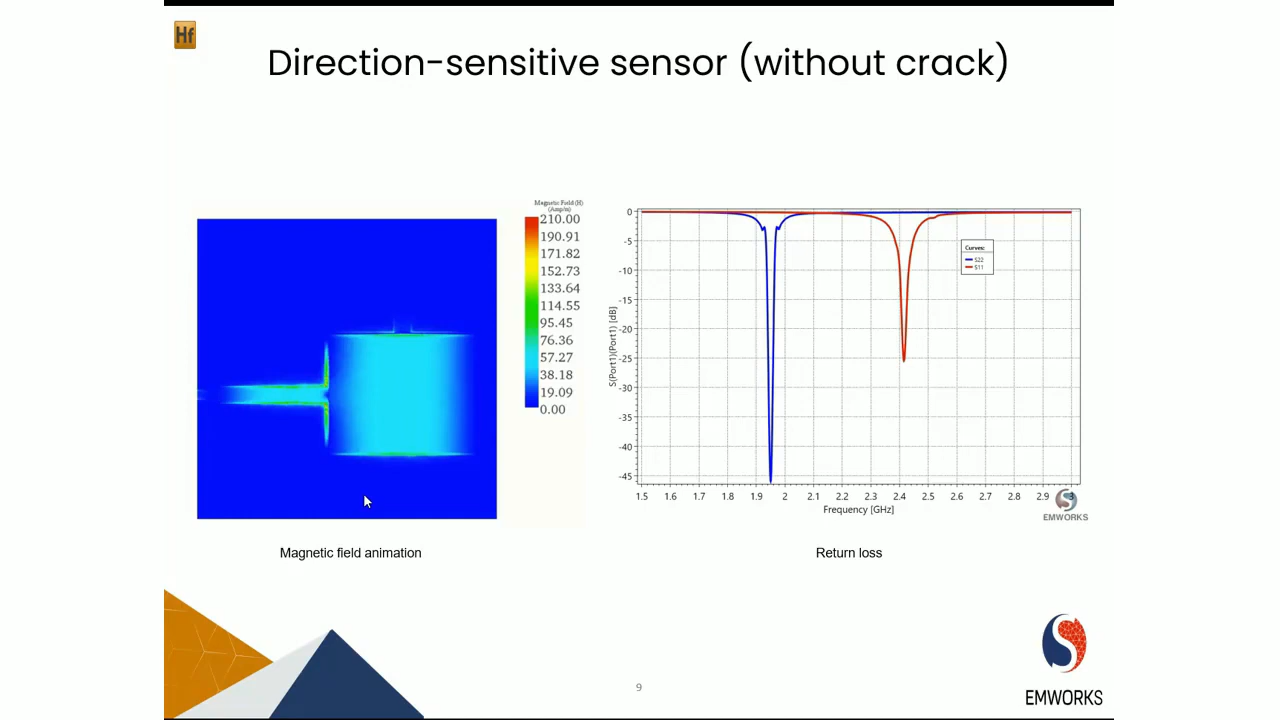 Hf
Direction-sensitive sensor (without crack)
Magnetic Field (H)
(Amp/m)
210.00
190.91
171.82
152.73
133.64
114.55
95.45
76.36
57.27
38.18
19.09
0.00
S(Port1)(Port1) [dB]
0
-5
-10
-15
-20
-25
-30
-35
-40
-45
Curves:
S22
S11
1.5 1.6 1.7 1.8 1.9 2 2.1 2.2 2.3 2.4 2.5 2.6 2.7 2.8 2.9 3
Frequency [GHz]
EMWORKS
Magnetic field animation
Return loss
9
EMWORKS